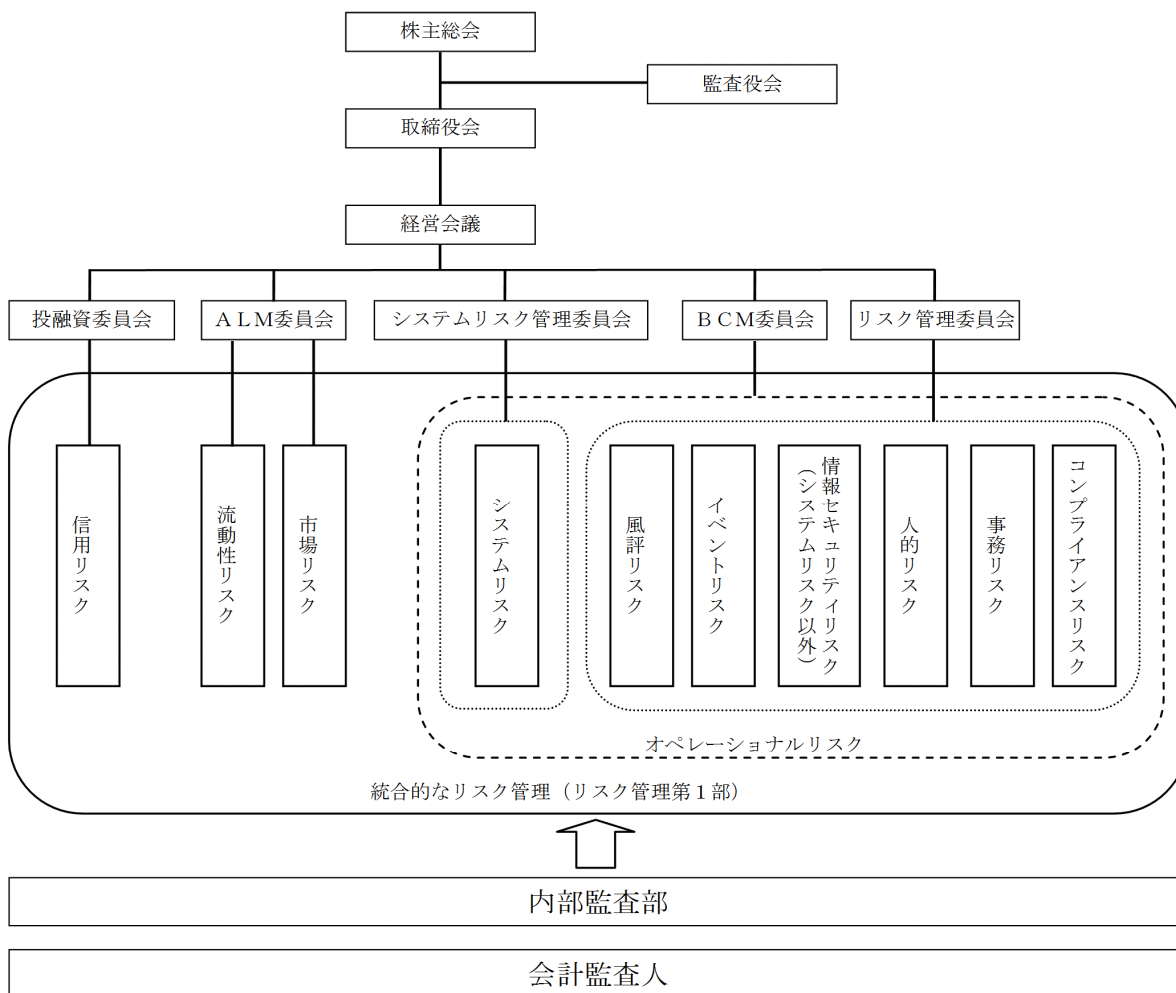 株主総会
監査役会
取締役会
経営会議
投融資委員会
ＡＬＭ委員会
システムリスク管理委員会
ＢＣＭ委員会
リスク管理委員会
信用リスク
流動性リスク
市場リスク
システムリスク
風評リスク
イベントリスク
情報セキュリティリスク
（システムリスク以外）
人的リスク
事務リスク
コンプライアンスリスク
オペレーショナルリスク
統合的なリスク管理（リスク管理第１部）
内部監査部
会計監査人